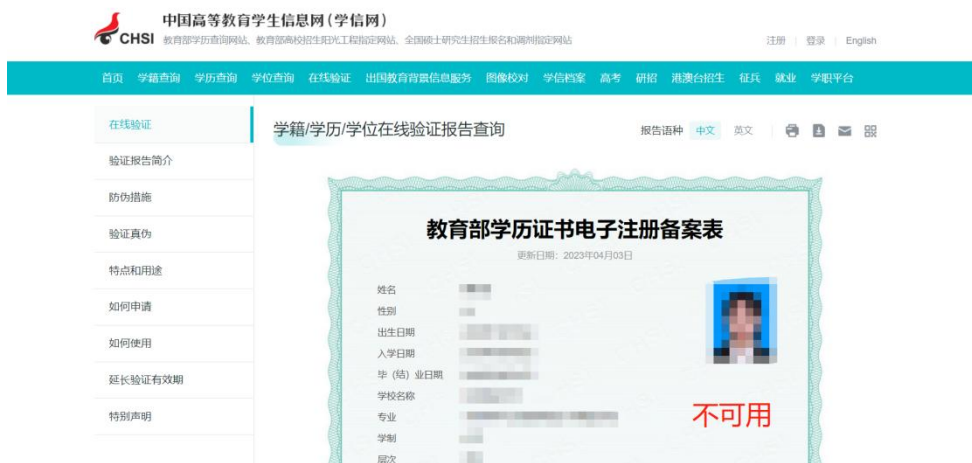 中国高等教育学生信息网(学信网)
CHSI 教育部学历查询网站、教育部高校招生阳光工程指定网站、全国硕士研究生招生报名和调剂指定网站
注册 登录 English
首页 学籍查询 学历查询 学位查询 在线验证 出国教育背景信息服务 图像校对 学信档案 高考 研招 港澳台招生 征兵 就业 学职平台
在线验证
验证报告简介
防伪措施
验证真伪
特点和用途
如何申请
如何使用
延长验证有效期
特别声明
学籍/学历/学位在线验证报告查询
报告语种 中文 英文
教育部学历证书电子注册备案表
更新日期：2023年04月03日
姓名
性别
出生日期
入学日期
毕（结）业日期
学校名称
专业
学制
层次
不可用